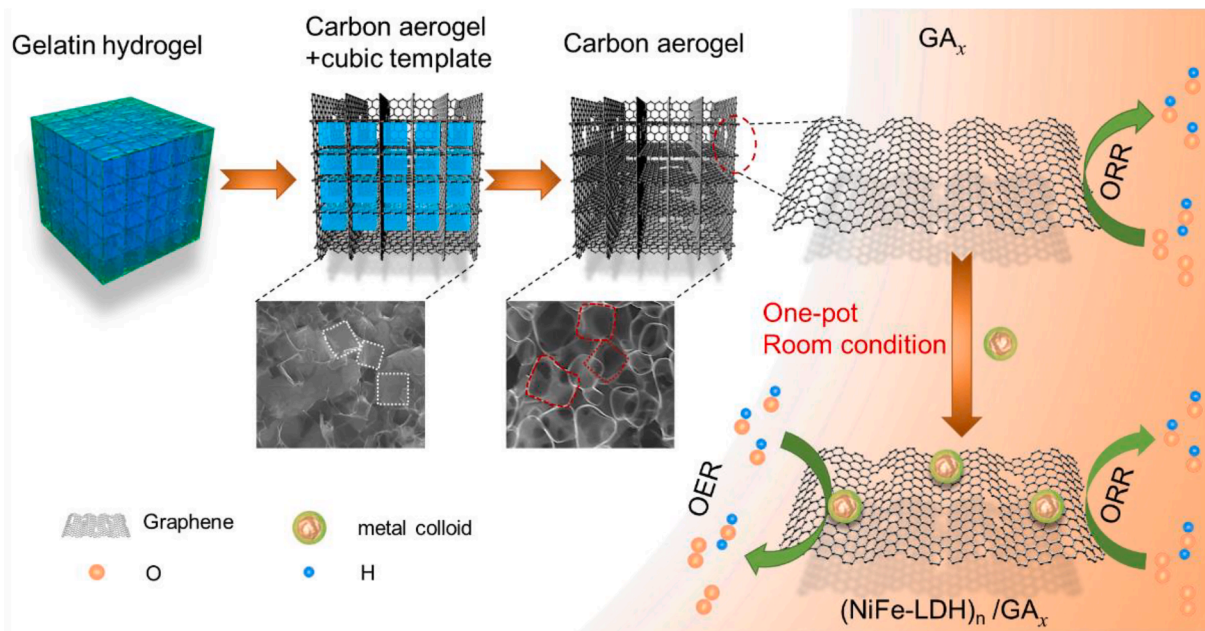 Gelatin hydrogel
Carbon aerogel
+cubic template
Carbon aerogel
GAₓ
ORR
One-pot
Room condition
OER
ORR
Graphene
metal colloid
O
H
(NiFe-LDH)ₙ /GAₓ